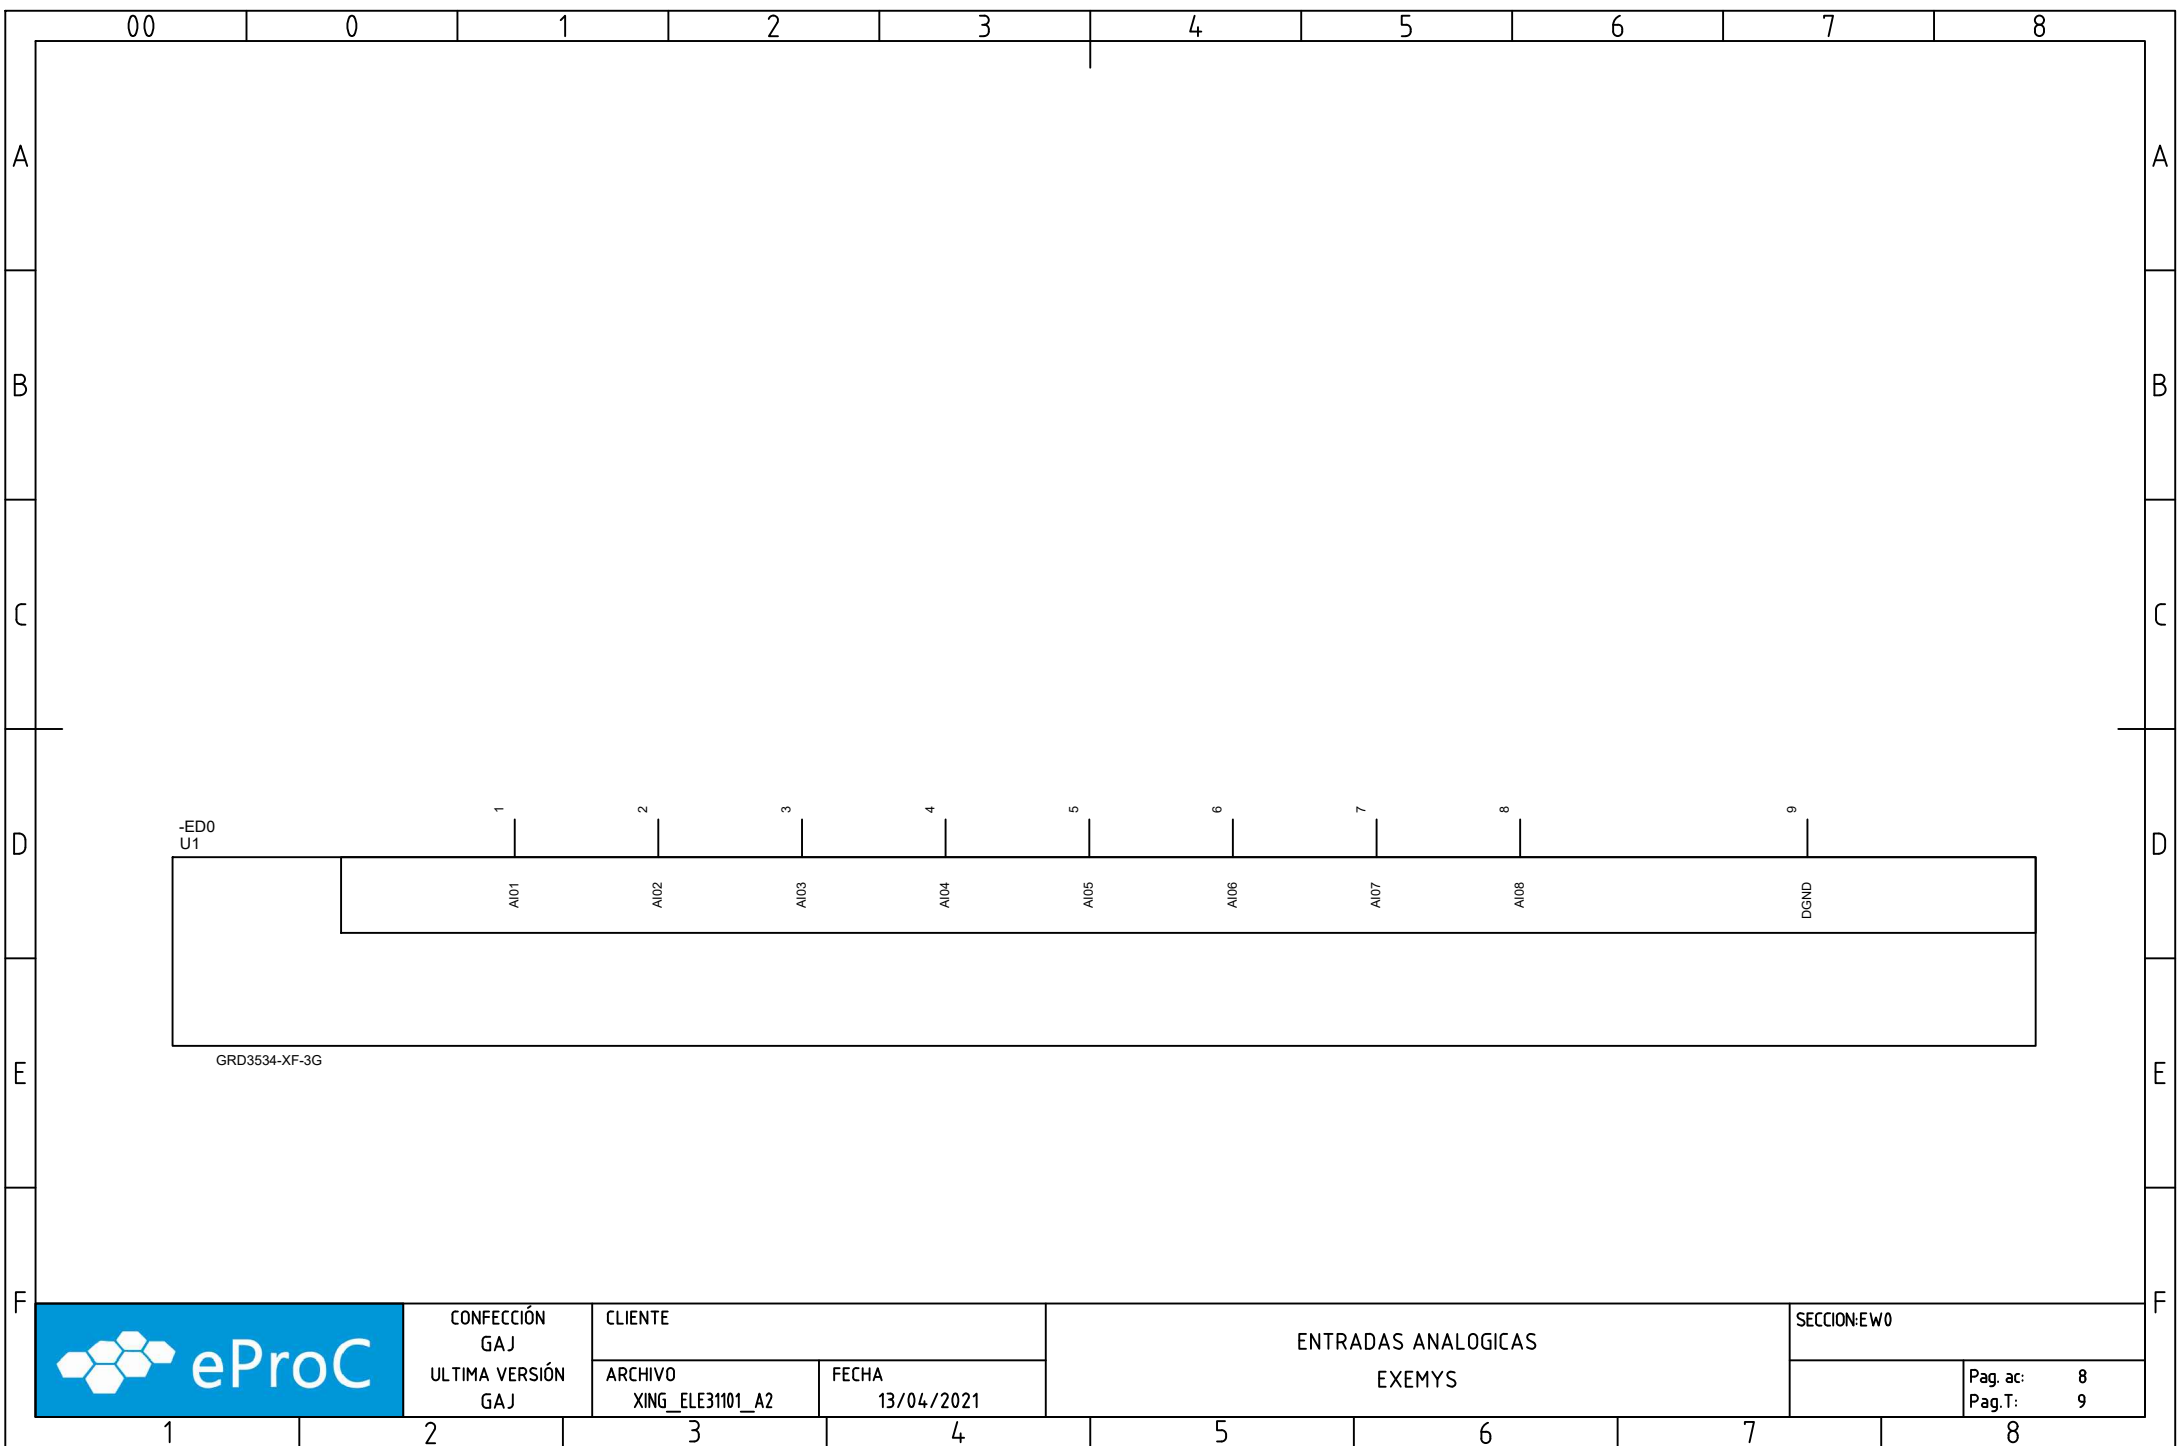 00 0 1 2 3 4 5 6 7 8
A A
B B
C C
D D
E E
F F
-ED0
U1
1 2 3 4 5 6 7 8 9
AI01 AI02 AI03 AI04 AI05 AI06 AI07 AI08 DGND
GRD3534-XF-3G
eProC
CONFECCIÓN
GAJ
ULTIMA VERSIÓN
GAJ
CLIENTE
ARCHIVO
XING_ELE31101_A2
FECHA
13/04/2021
ENTRADAS ANALOGICAS
EXEMYS
SECCION:EW0
Pag. ac: 8
Pag.T: 9
1 2 3 4 5 6 7 8